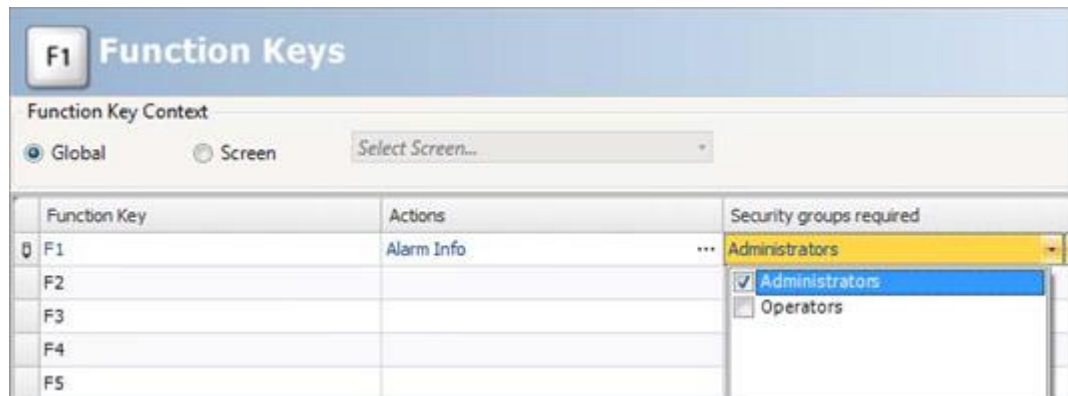 F1 Function Keys
Function Key Context
Global Screen Select Screen...
Function Key Actions Security groups required
F1 Alarm Info ... Administrators
F2 Administrators
F3 Operators
F4
F5